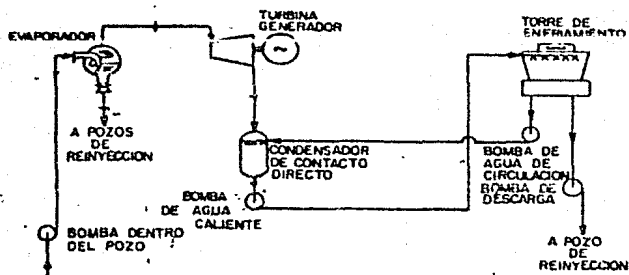 EVAPORADOR
TURBINA
GENERADOR
TORRE DE
ENFRIAMIENTO
A POZOS
DE
REINYECCION
CONDENSADOR
DE CONTACTO
DIRECTO
BOMBA DE
AGUA DE
CIRCULACION
BOMBA DE
DESCARGA
BOMBA
DE AGUA
CALIENTE
BOMBA DENTRO
DEL POZO
A POZO
DE
REINYECCION